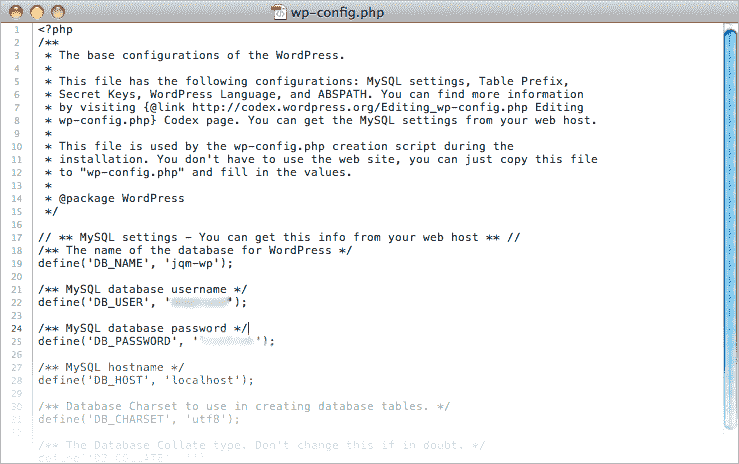 wp-config.php
1 <?php
2 /**
3 * The base configurations of the WordPress.
4 *
5 * This file has the following configurations: MySQL settings, Table Prefix,
6 * Secret Keys, WordPress Language, and ABSPATH. You can find more information
7 * by visiting {@link http://codex.wordpress.org/Editing_wp-config.php Editing
8 * wp-config.php} Codex page. You can get the MySQL settings from your web host.
9 *
10 * This file is used by the wp-config.php creation script during the
11 * installation. You don't have to use the web site, you can just copy this file
12 * to "wp-config.php" and fill in the values.
13 *
14 * @package WordPress
15 */
16
17 // ** MySQL settings - You can get this info from your web host ** //
18 /** The name of the database for WordPress */
19 define('DB_NAME', 'jqm-wp');
20
21 /** MySQL database username */
22 define('DB_USER', '');
23
24 /** MySQL database password */
25 define('DB_PASSWORD', '');
26
27 /** MySQL hostname */
28 define('DB_HOST', 'localhost');
29
30 /** Database Charset to use in creating database tables. */
31 define('DB_CHARSET', 'utf8');
/** The Database Collate type. Don't change this if in doubt. */